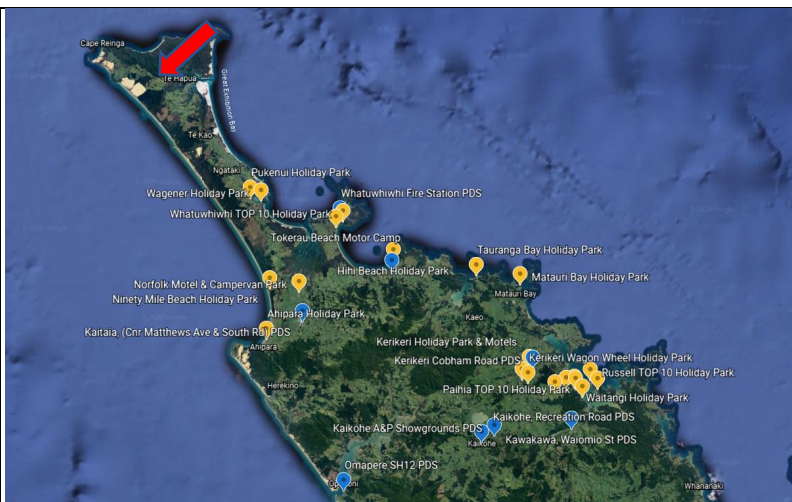 Cape Reinga
Te Hapua
Great Exhibition Bay
Te Kao
Ngataki
Pukenui Holiday Park
Wagener Holiday Park
Whatuwhiwhi Fire Station PDS
Whatuwhiwhi TOP 10 Holiday Park
Tokerau Beach Motor Camp
Tauranga Bay Holiday Park
Hihi Beach Holiday Park
Matauri Bay Holiday Park
Norfolk Motel & Campervan Park
Matauri Bay
Ninety Mile Beach Holiday Park
Ahipara Holiday Park
Kaeo
Kaitaia, (Cnr Matthews Ave & South Rd) PDS
Ahipara
Kerikeri Holiday Park & Motels
Kerikeri Cobham Road PDS
Kerikeri Wagon Wheel Holiday Park
Russell TOP 10 Holiday Park
Herekino
Paihia TOP 10 Holiday Park
Waitangi Holiday Park
Kaikohe, Recreation Road PDS
Kaikohe A&P Showgrounds PDS
Kawakawa, Waiomio St PDS
Kaikohe
Omapere SH12 PDS
Whananaki